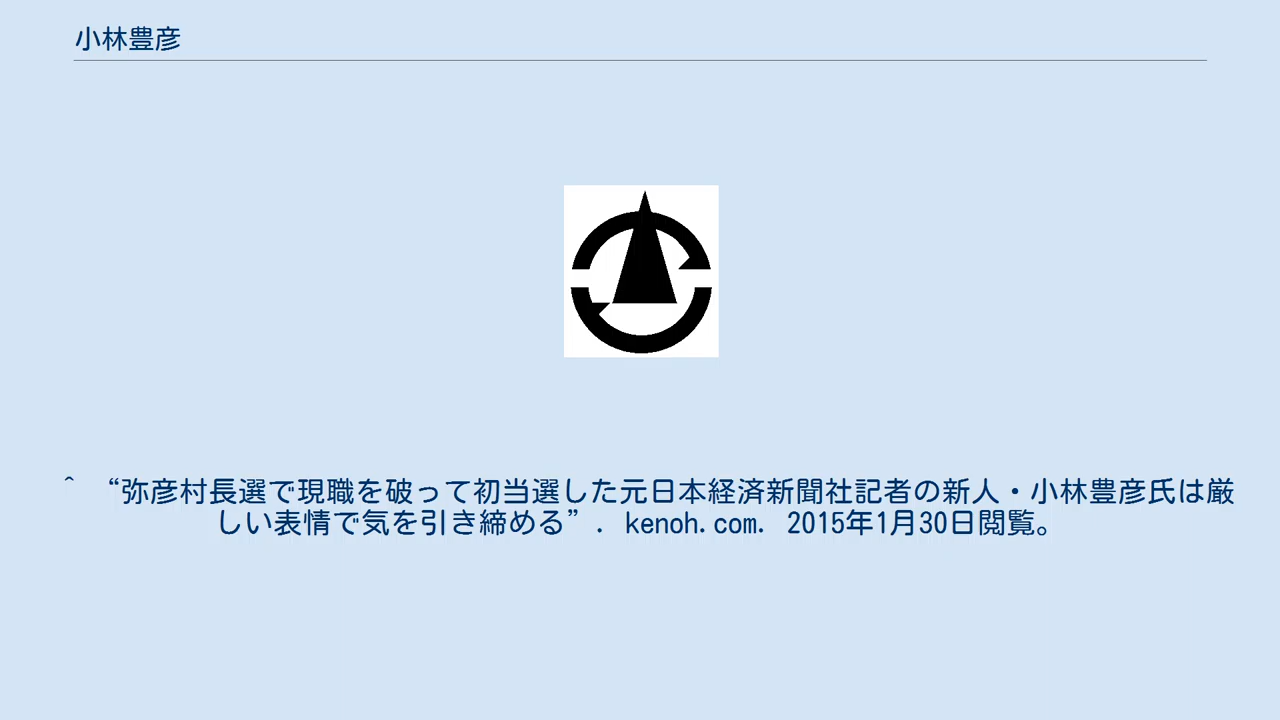 小林豊彦
^ “弥彦村長選で現職を破って初当選した元日本経済新聞社記者の新人・小林豊彦氏は厳
しい表情で気を引き締める”. kenoh.com. 2015年1月30日閲覧。